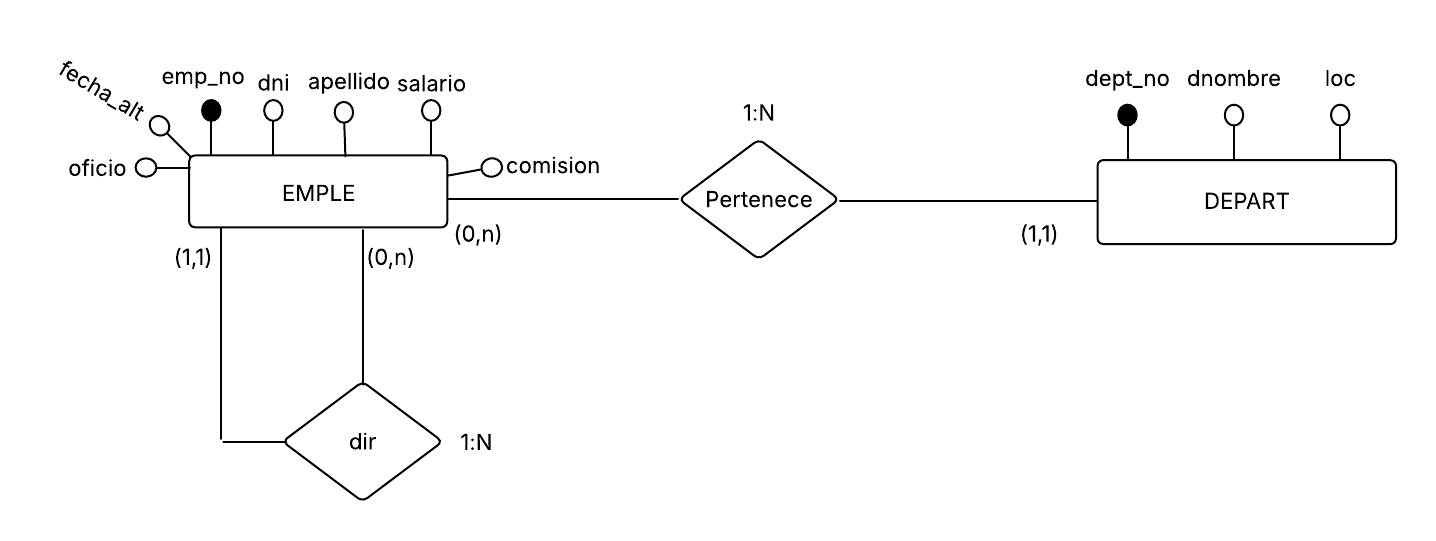 fecha_alt
emp_no
dni
apellido
salario
oficio
comision
EMPLE
(1,1)
(0,n)
(0,n)
1:N
Pertenece
(1,1)
dept_no
dnombre
loc
DEPART
dir
1:N